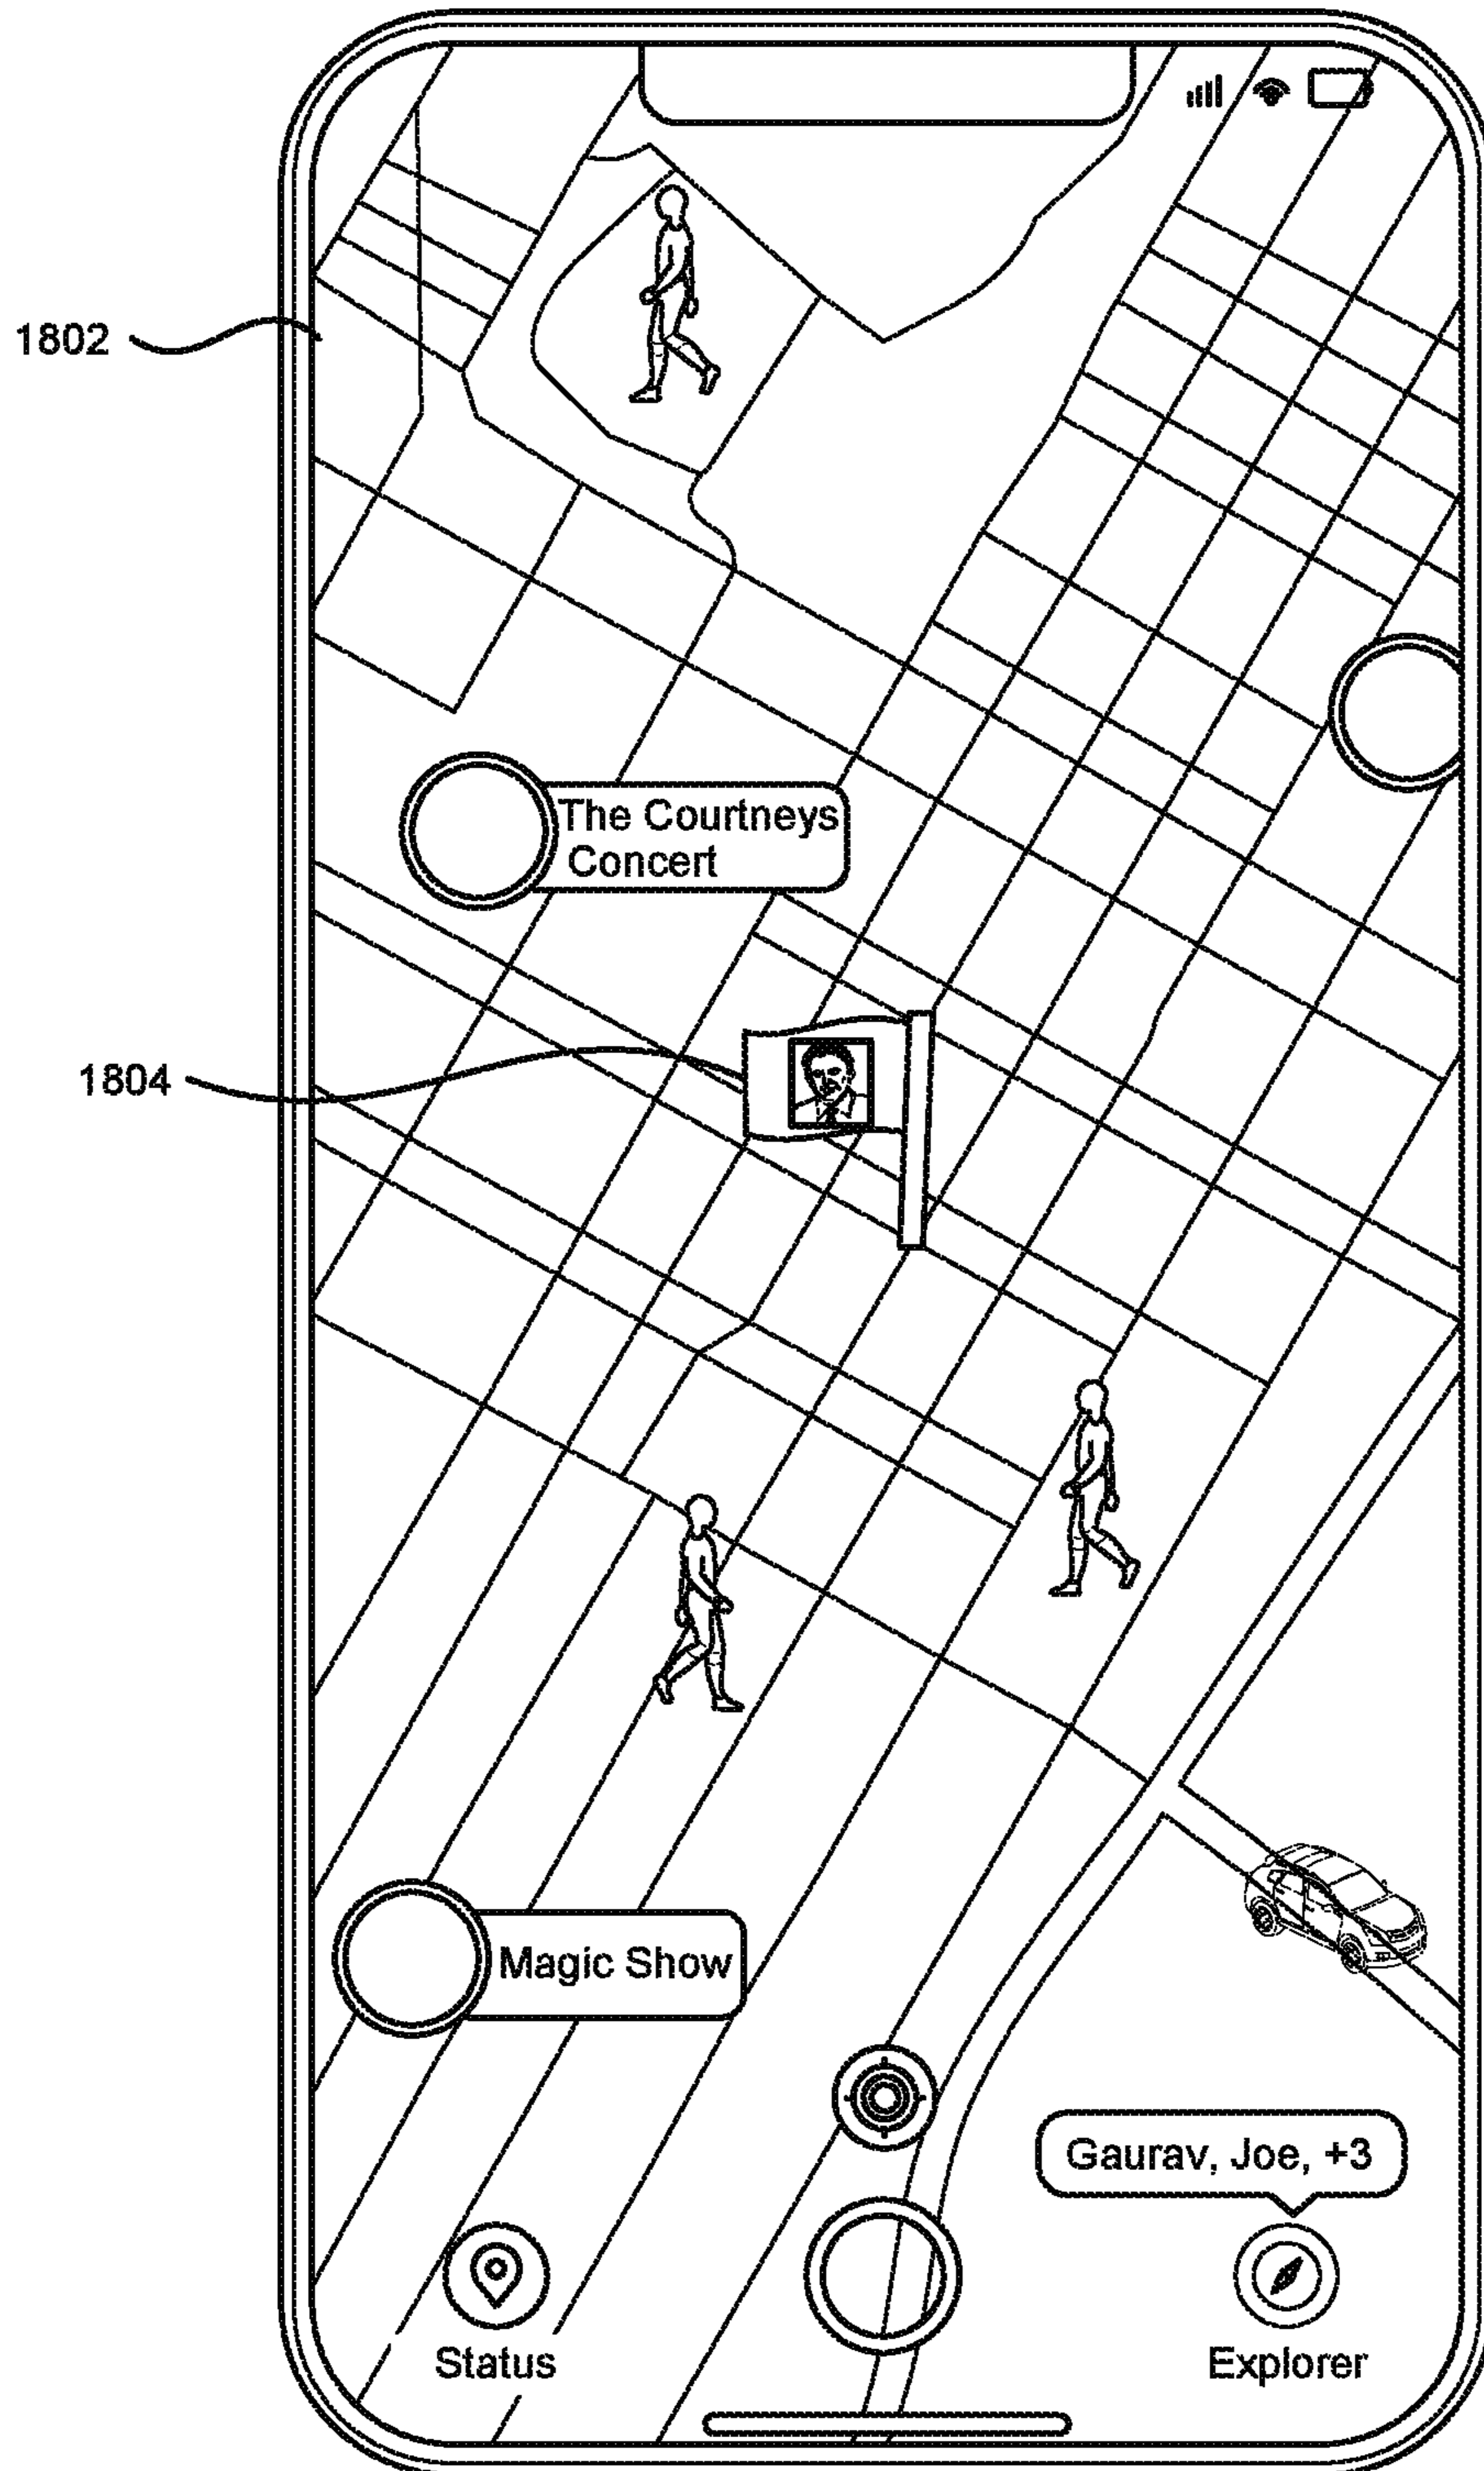 1802
The Courtneys
Concert
1804
Magic Show
Gaurav, Joe, +3
Status
Explorer